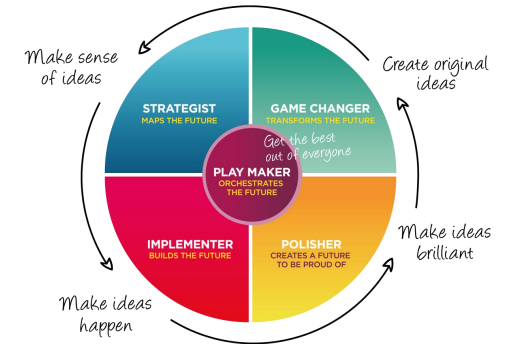 Make sense
of ideas
Create original
ideas
STRATEGIST
MAPS THE FUTURE
GAME CHANGER
TRANSFORMS THE FUTURE
Get the best
out of everyone
PLAY MAKER
ORCHESTRATES
THE FUTURE
IMPLEMENTER
BUILDS THE FUTURE
POLISHER
CREATES A FUTURE
TO BE PROUD OF
Make ideas
brilliant
Make ideas
happen